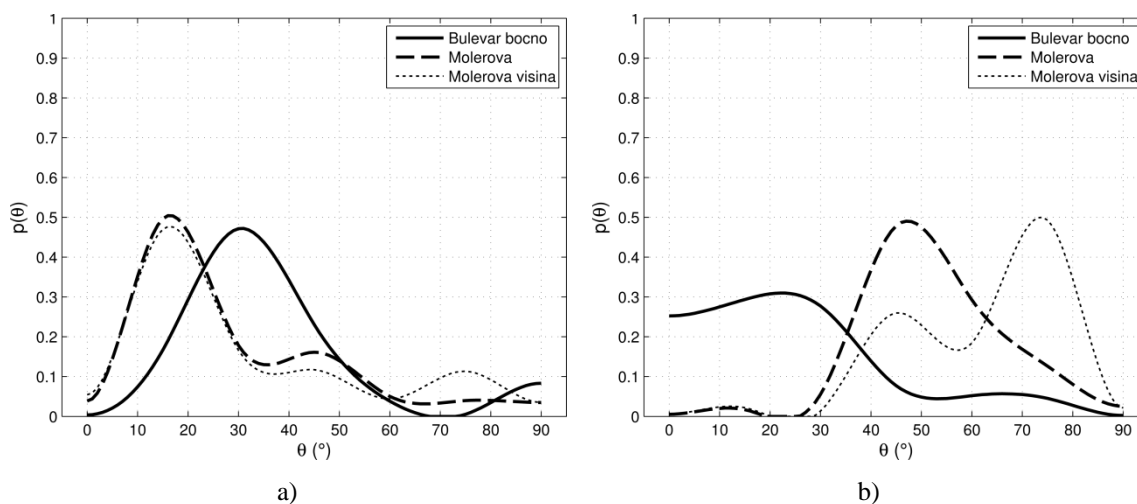 1
0.9
0.8
0.7
0.6
0.5
0.4
0.3
0.2
0.1
0
p(θ)
0 10 20 30 40 50 60 70 80 90
θ (°)
Bulevar bocno
Molerova
Molerova visina
a)
1
0.9
0.8
0.7
0.6
0.5
0.4
0.3
0.2
0.1
0
p(θ)
0 10 20 30 40 50 60 70 80 90
θ (°)
Bulevar bocno
Molerova
Molerova visina
b)